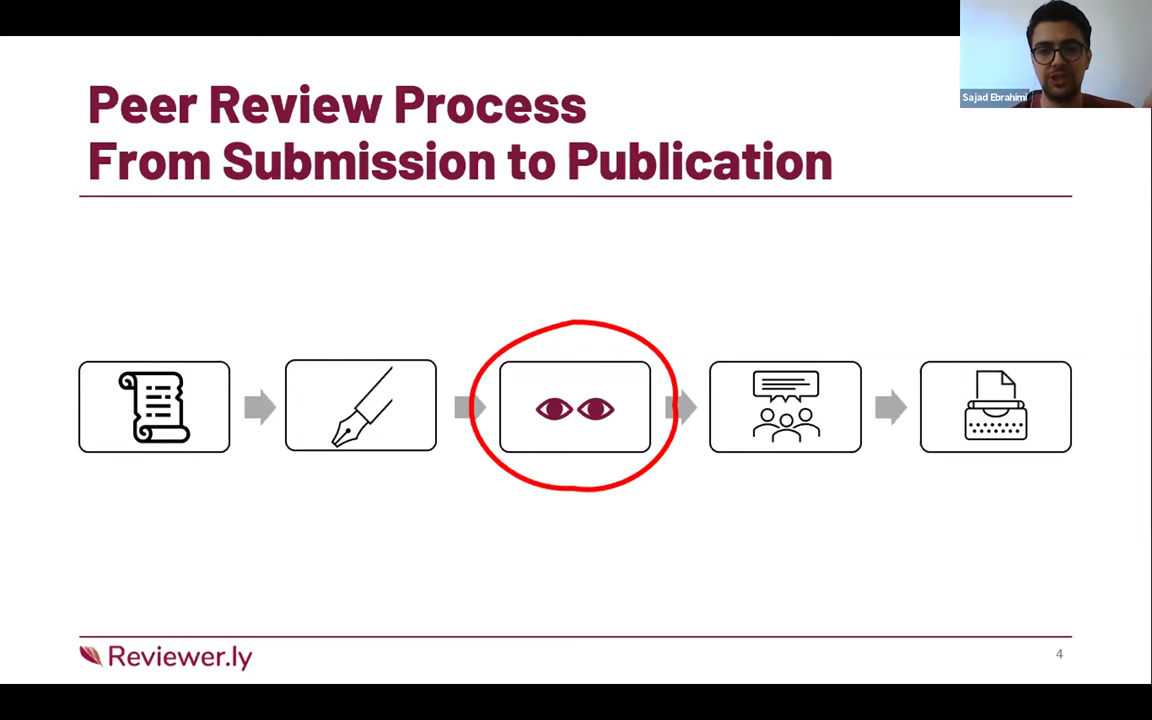 Peer Review Process
From Submission to Publication
Sajad Ebrahimi
Reviewer.ly
4